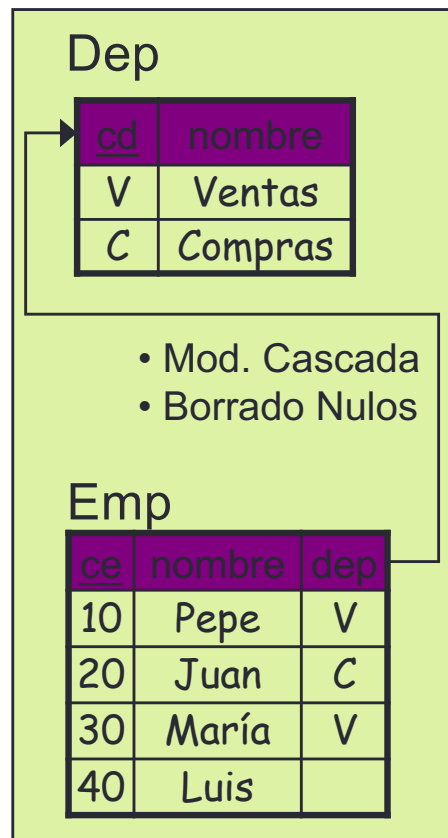 Dep
cd nombre
V Ventas
C Compras
• Mod. Cascada
• Borrado Nulos
Emp
ce nombre dep
10 Pepe V
20 Juan C
30 María V
40 Luis